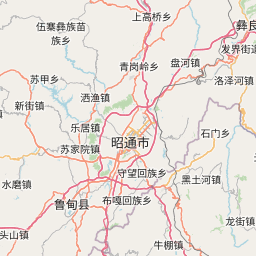 上高桥乡
彝良
伍寨彝族苗
族乡
发界街
青岗岭乡
盘河镇
苏甲乡
洛泽河镇
洒渔镇
新街镇
乐居镇
石门乡
昭通市
苏家院镇
水磨镇
守望回族乡
黑土河镇
鲁甸县
布嘎回族乡
龙街镇
头山镇
牛棚镇